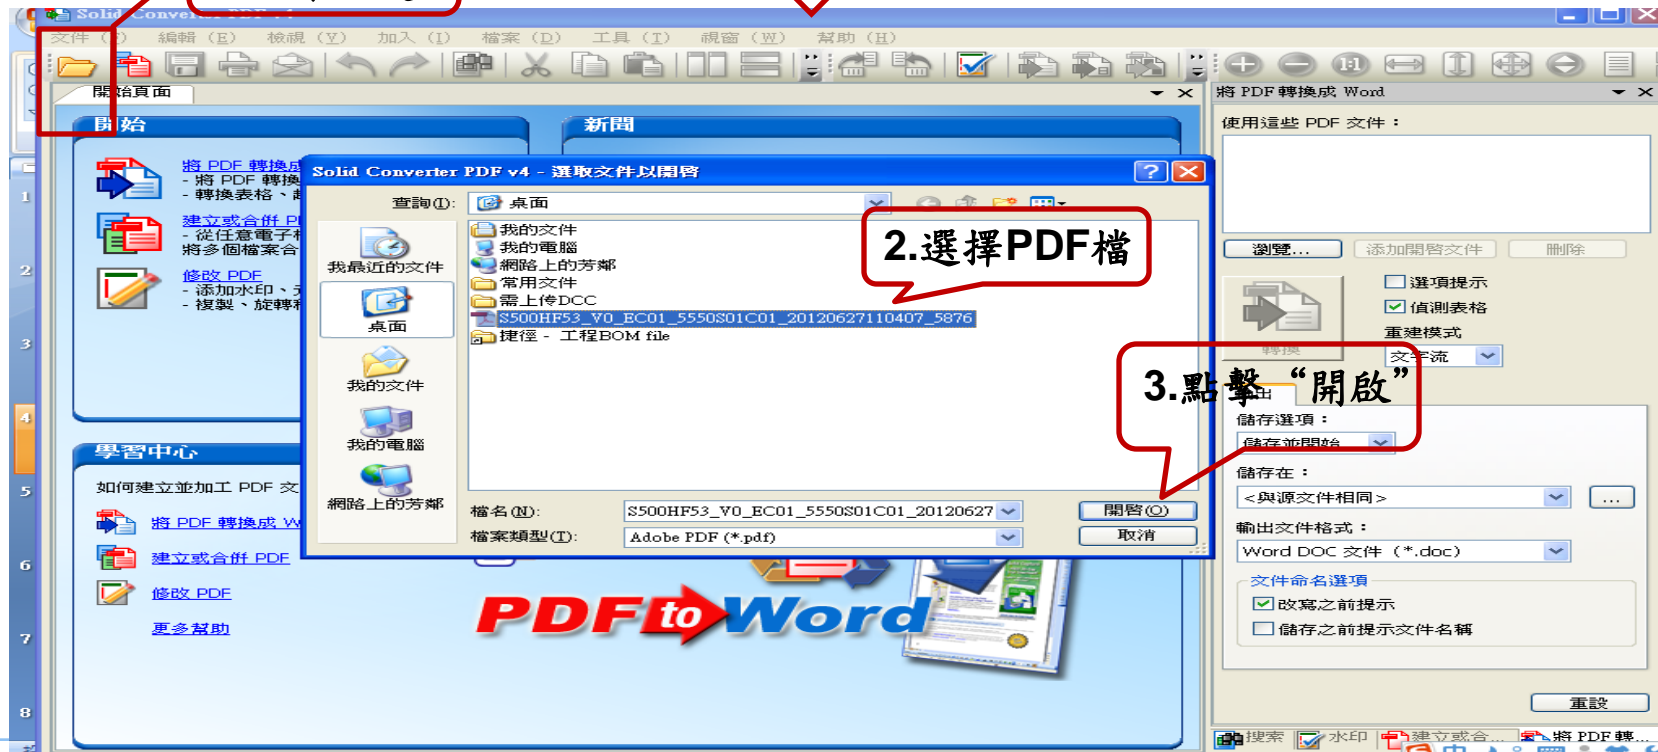 Solid Converter PDF v4
文件 (F) 編輯 (E) 檢視 (V) 加入 (I) 檔案 (D) 工具 (T) 視窗 (W) 幫助 (H)
開始頁面
開始
新聞
將 PDF 轉換成
- 將 PDF 轉換
- 轉換表格、
建立或合併 P
- 從任意電子
將多個檔案合
修改 PDF
- 添加水印、
- 複製、旋轉
學習中心
如何建立並加工 PDF 文
將 PDF 轉換成 W
建立或合併 PDF
修改 PDF
更多幫助
PDF to Word
Solid Converter PDF v4 - 選取文件以開啓
查詢(I):
桌面
我最近的文件
桌面
我的文件
我的電腦
網路上的芳鄰
我的文件
我的電腦
網路上的芳鄰
常用文件
需上传DCC
S500HF53_V0_EC01_5550S01C01_20120627110407_5876
捷徑 - 工程BOM file
檔名(N):
S500HF53_V0_EC01_5550S01C01_20120627
開啓(O)
檔案類型(T):
Adobe PDF (*.pdf)
取消
2.選擇PDF檔
3.點擊“開啟”
將 PDF 轉換成 Word
使用這些 PDF 文件：
瀏覽...
添加開啓文件
刪除
選項提示
偵測表格
重建模式
轉換
文字流
出
儲存選項：
儲存並開始
儲存在：
<與源文件相同>
...
輸出文件格式：
Word DOC 文件 (*.doc)
文件命名選項
改寫之前提示
儲存之前提示文件名稱
重設
搜索
水印
建立或合...
將 PDF 轉...
1
2
3
4
5
6
7
8
中